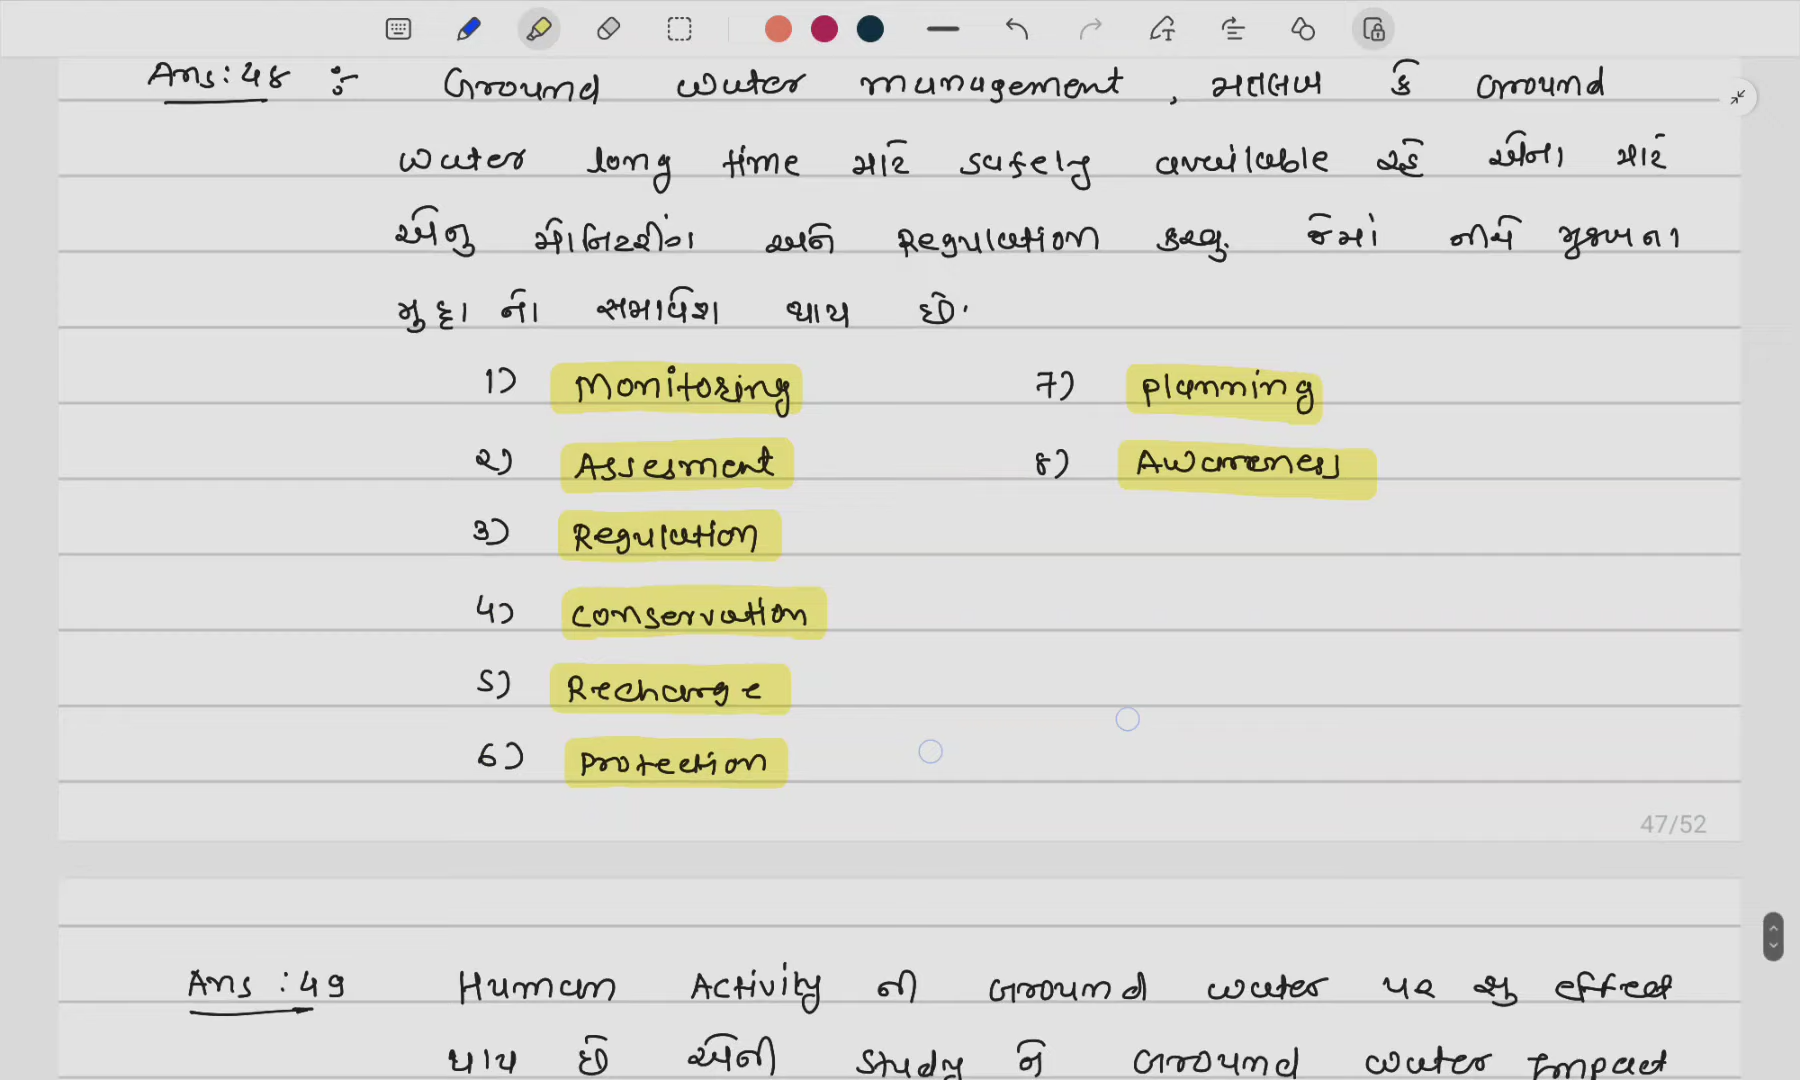 Ans:48 :- Ground water management, મતલબ કે Ground
water long time માટે safely available રહે એના માટે
એનુ મોનિટરીંગ અને Regulation કરવુ. જેમાં નીચે મુજબના
મુદ્દા નો સમાવેશ થાય છે.
1) Monitoring
2) Assesment
3) Regulation
4) Conservation
5) Recharge
6) Protection
7) planning
8) Awareness
47/52
Ans :49 Human Activity ની Ground water પર શુ effect
થાય છે એની study ને Ground water Impact